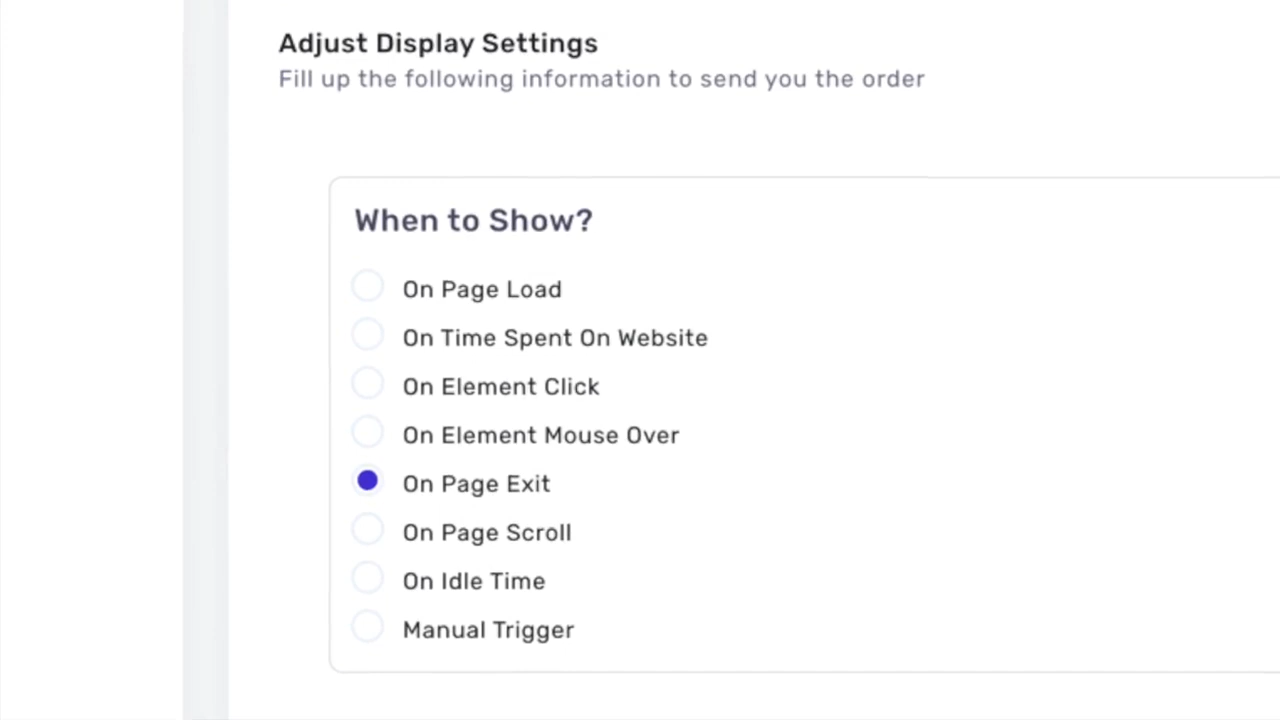 Adjust Display Settings
Fill up the following information to send you the order
When to Show?
On Page Load
On Time Spent On Website
On Element Click
On Element Mouse Over
On Page Exit
On Page Scroll
On Idle Time
Manual Trigger